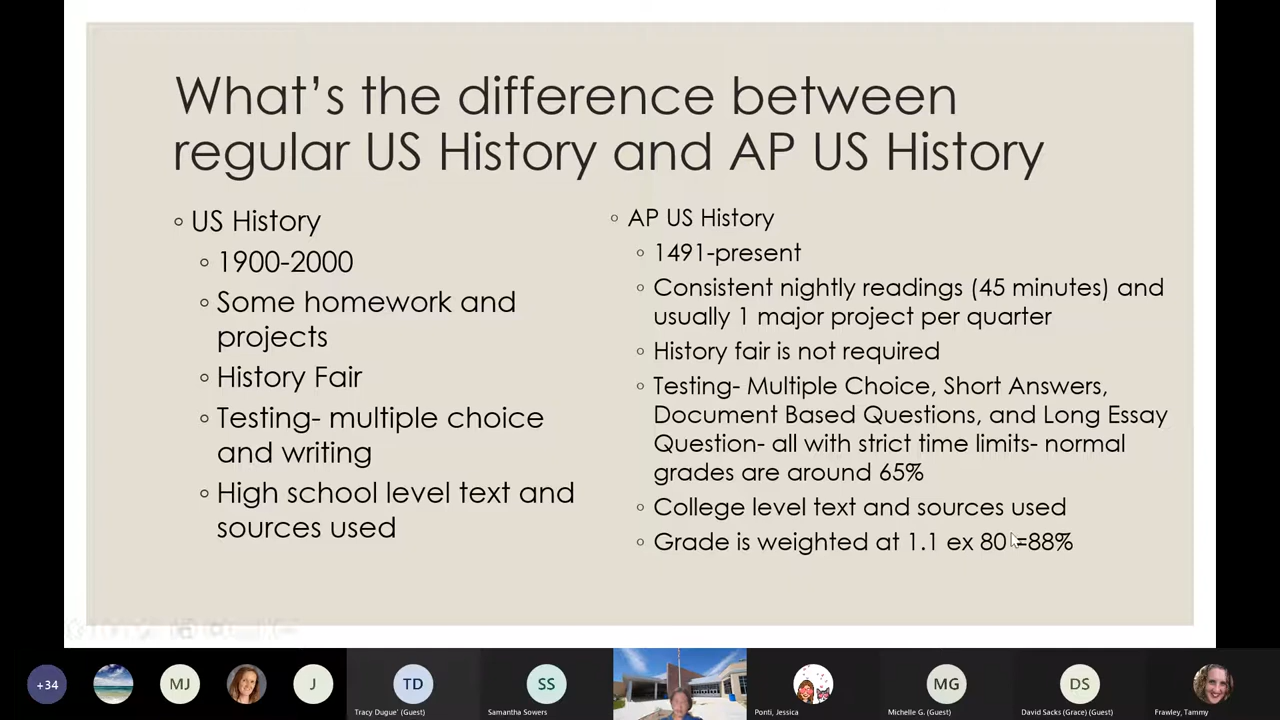 What's the difference between
regular US History and AP US History
◦ US History
◦ 1900-2000
◦ Some homework and
projects
◦ History Fair
◦ Testing- multiple choice
and writing
◦ High school level text and
sources used
◦ AP US History
◦ 1491-present
◦ Consistent nightly readings (45 minutes) and
usually 1 major project per quarter
◦ History fair is not required
◦ Testing- Multiple Choice, Short Answers,
Document Based Questions, and Long Essay
Question- all with strict time limits- normal
grades are around 65%
◦ College level text and sources used
◦ Grade is weighted at 1.1 ex 80 =88%
+34
MJ
J
TD
Tracy Dugue' (Guest)
SS
Samantha Sowers
Ponti, Jessica
MG
Michelle G. (Guest)
DS
David Sacks (Grace) (Guest)
Frawley, Tammy